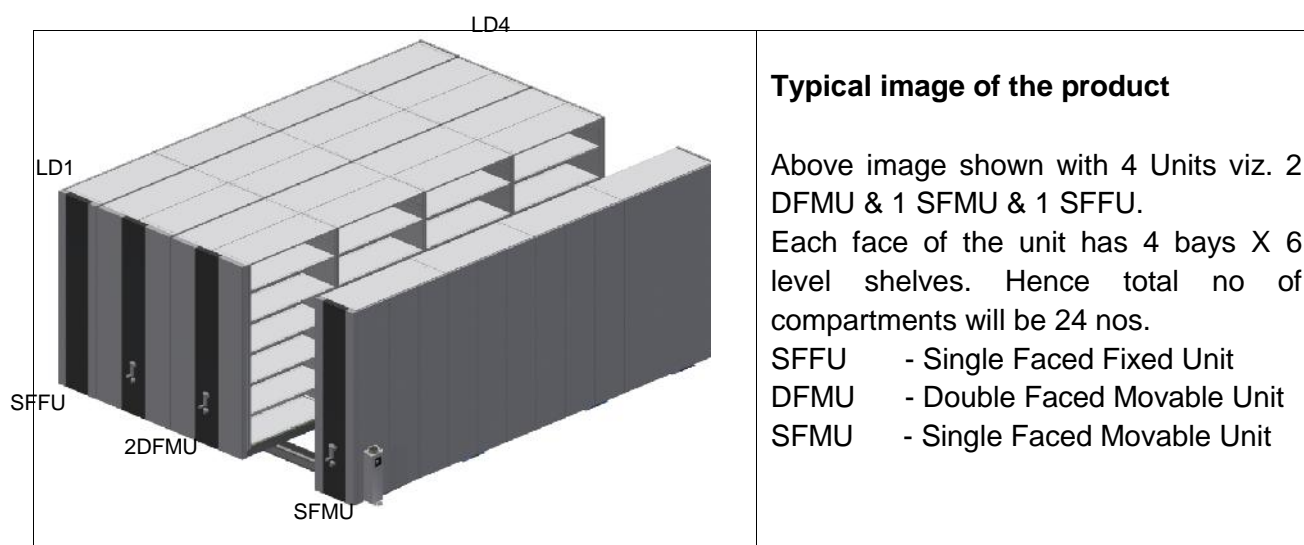 LD4
LD1
SFFU
2DFMU
SFMU
Typical image of the product
Above image shown with 4 Units viz. 2
DFMU & 1 SFMU & 1 SFFU.
Each face of the unit has 4 bays X 6
level shelves. Hence total no of
compartments will be 24 nos.
SFFU - Single Faced Fixed Unit
DFMU - Double Faced Movable Unit
SFMU - Single Faced Movable Unit